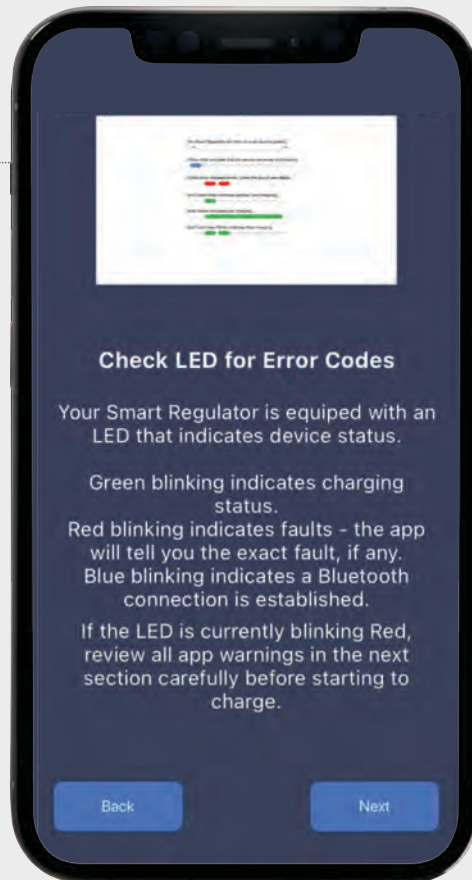 Check LED for Error Codes
Your Smart Regulator is equiped with an
LED that indicates device status.
Green blinking indicates charging
status.
Red blinking indicates faults - the app
will tell you the exact fault, if any.
Blue blinking indicates a Bluetooth
connection is established.
If the LED is currently blinking Red,
review all app warnings in the next
section carefully before starting to
charge.
Back
Next